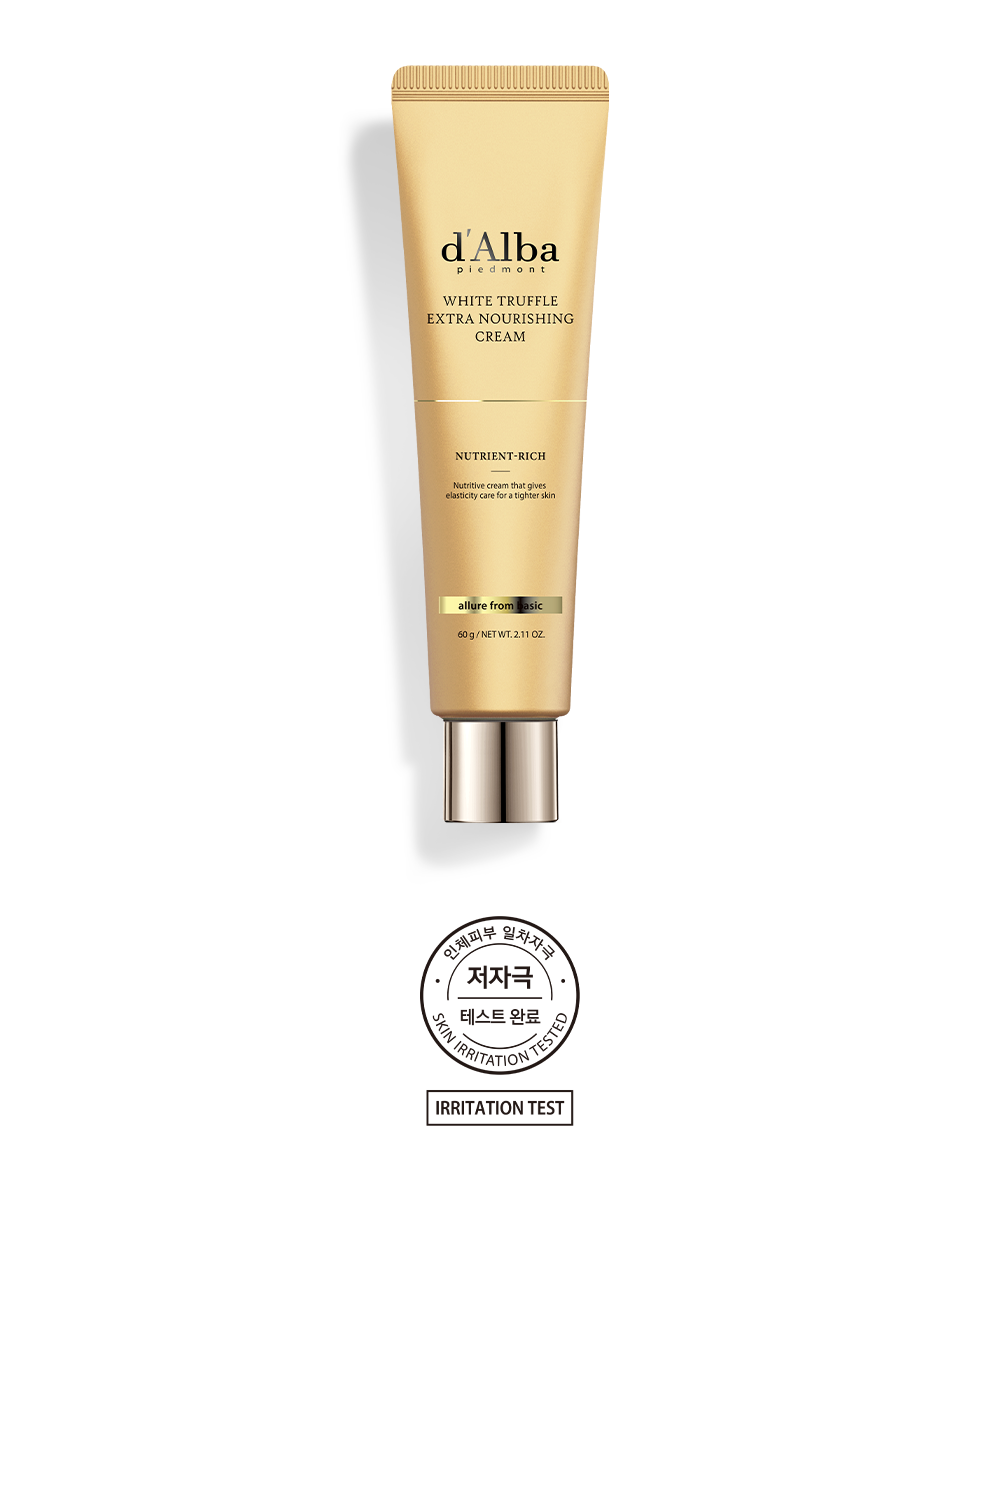 d'Alba
piedmont
WHITE TRUFFLE
EXTRA NOURISHING
CREAM
NUTRIENT-RICH
Nutritive cream that gives
elasticity care for a tighter skin
allure from basic
60 g / NET WT. 2.11 OZ.
인체피부 일차자극
저자극
테스트 완료
SKIN IRRITATION TESTED
IRRITATION TEST